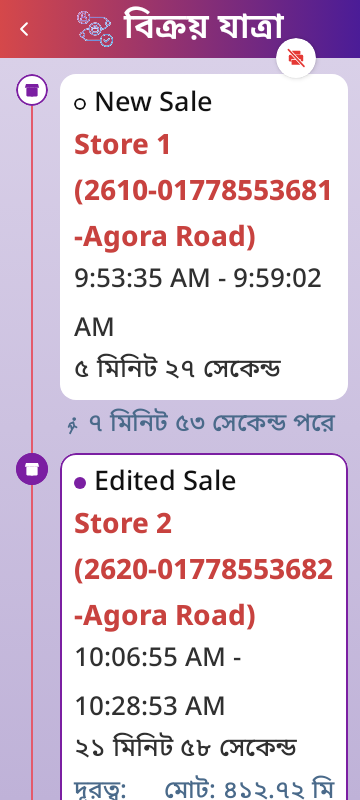 বিক্রয় যাত্রা
New Sale
Store 1
(2610-01778553681
-Agora Road)
9:53:35 AM - 9:59:02
AM
৫ মিনিট ২৭ সেকেন্ড
৭ মিনিট ৫৩ সেকেন্ড পরে
Edited Sale
Store 2
(2620-01778553682
-Agora Road)
10:06:55 AM -
10:28:53 AM
২১ মিনিট ৫৮ সেকেন্ড
দূরত্ব: মোট: ৪১২.৭২ মি